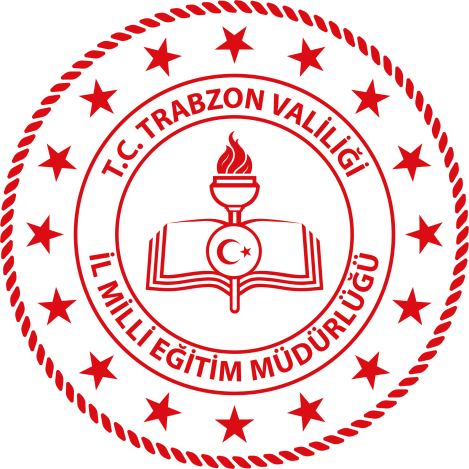 T.C. TRABZON VALİLİĞİ
İL MİLLİ EĞİTİM MÜDÜRLÜĞÜ